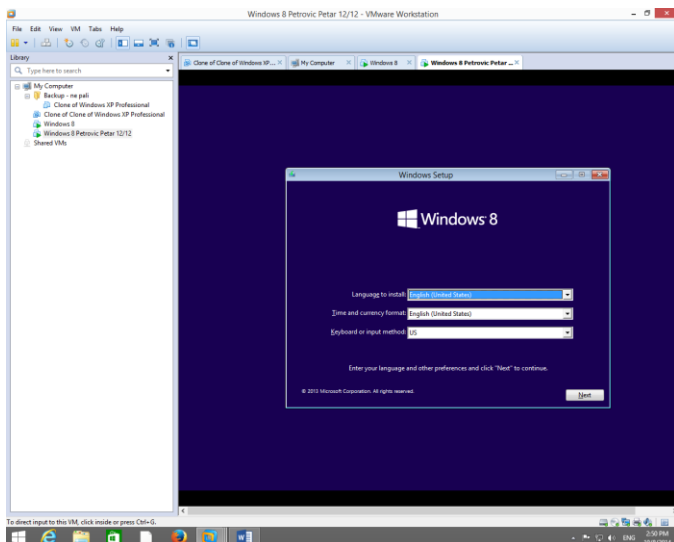 Windows 8 Petrovic Petar 12/12 - VMware Workstation
File Edit View VM Tabs Help
Library
Type here to search
My Computer
Backup - ne pali
Clone of Windows XP Professional
Clone of Clone of Windows XP Professional
Windows 8
Windows 8 Petrovic Petar 12/12
Shared VMs
Clone of Clone of Windows XP...
My Computer
Windows 8
Windows 8 Petrovic Petar ...
Windows Setup
Windows 8
Language to install: English (United States)
Time and currency format: English (United States)
Keyboard or input method: US
Enter your language and other preferences and click "Next" to continue.
© 2013 Microsoft Corporation. All rights reserved.
Next
To direct input to this VM, click inside or press Ctrl+G.
ENG
2:50 PM